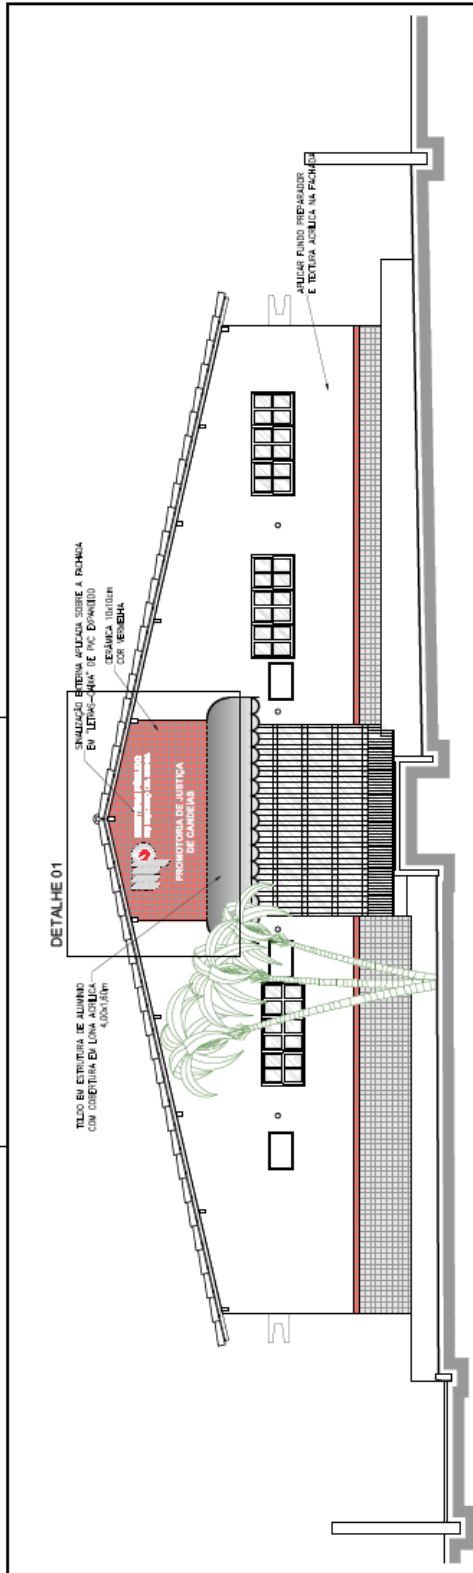 DETALHE 01
TOLDO EM ESTRUTURA DE ALUMÍNIO
COM COBERTURA EM LONA ACRÍLICA
4,00x1,60m
SINALIZAÇÃO EXTERNA APLICADA SOBRE A FACHADA
EM "LETRAS-CAIXA" DE PVC EXPANDIDO
CERÂMICA 10x10cm
COR VERMELHA
PROMOTORIA DE JUSTIÇA
DE CANDEIAS
APLICAR FUNDO PREPARADOR
E TEXTURA ACRÍLICA NA FACHADA